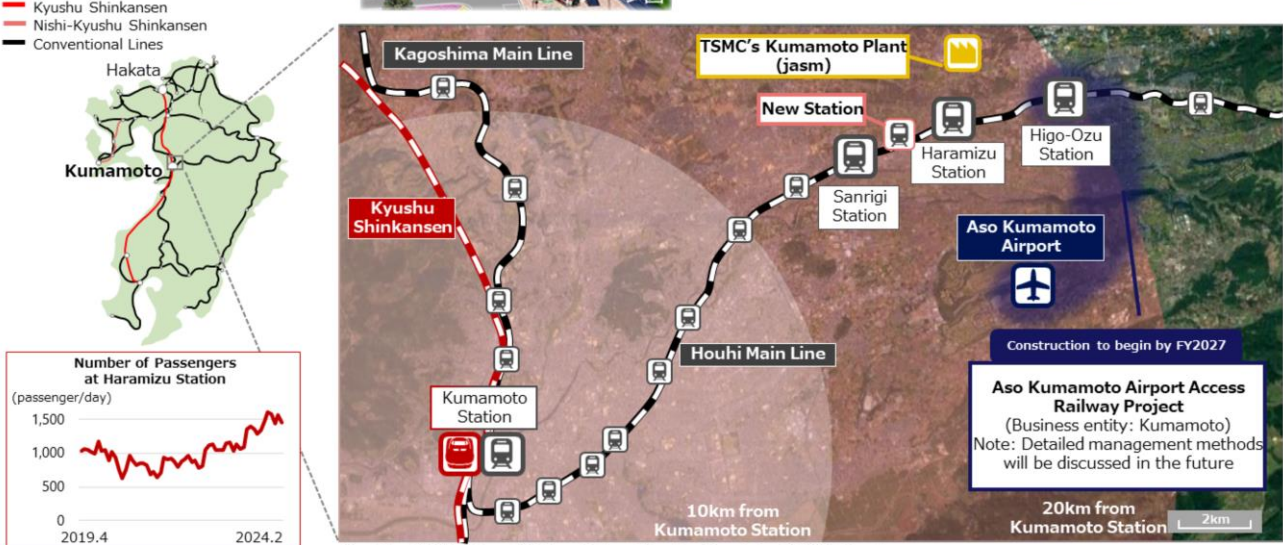 Kyushu Shinkansen
Nishi-Kyushu Shinkansen
Conventional Lines
Hakata
Kumamoto
Number of Passengers
at Haramizu Station
(passenger/day)
1,500
1,000
500
0
2019.4
2024.2
Kagoshima Main Line
TSMC's Kumamoto Plant
(jasm)
New Station
Haramizu
Station
Higo-Ozu
Station
Sanrigi
Station
Kyushu
Shinkansen
Aso Kumamoto
Airport
Houhi Main Line
Kumamoto
Station
Construction to begin by FY2027
Aso Kumamoto Airport Access
Railway Project
(Business entity: Kumamoto)
Note: Detailed management methods
will be discussed in the future
10km from
Kumamoto Station
20km from
Kumamoto Station
2km